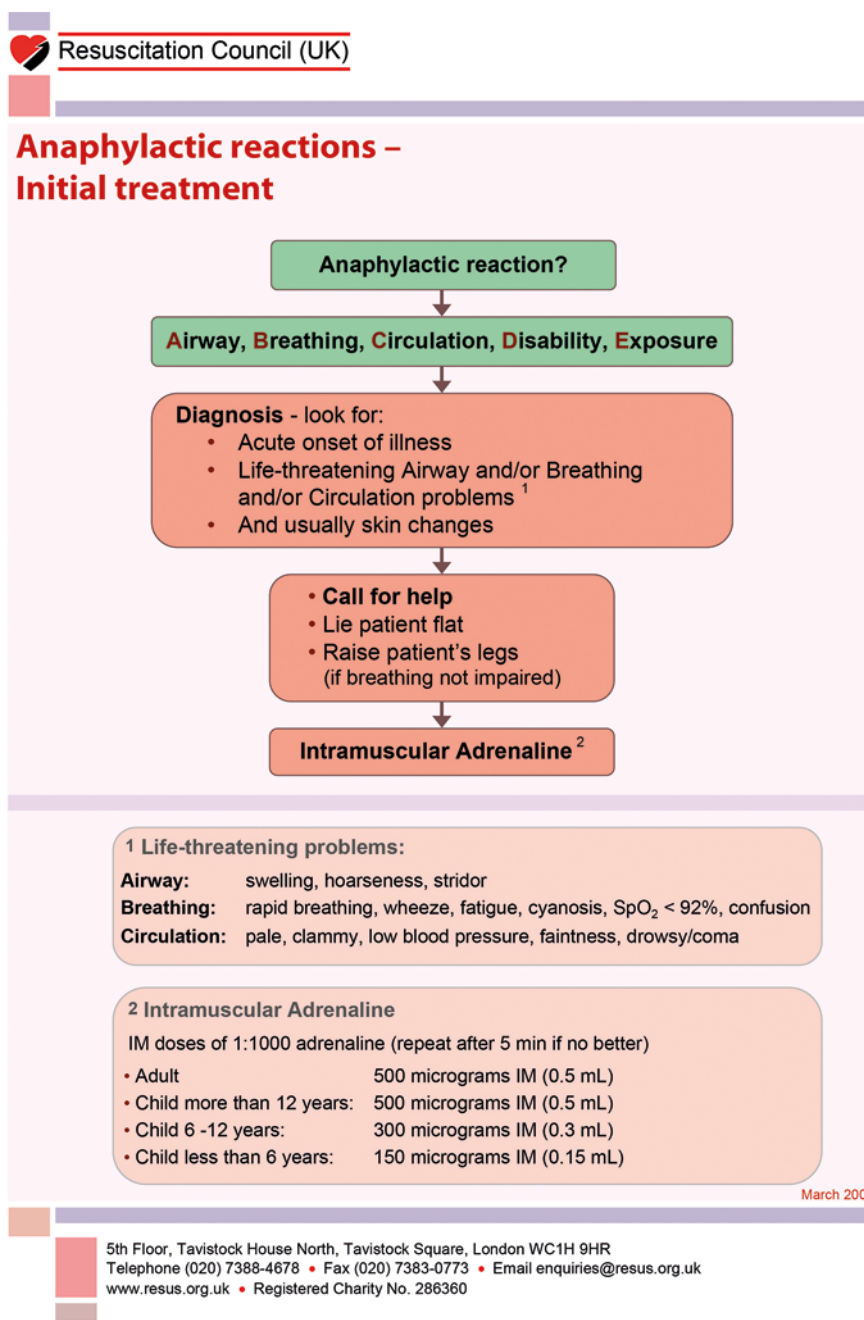 Resuscitation Council (UK)
Anaphylactic reactions –
Initial treatment
Anaphylactic reaction?
Airway, Breathing, Circulation, Disability, Exposure
Diagnosis - look for:
• Acute onset of illness
• Life-threatening Airway and/or Breathing
and/or Circulation problems 1
• And usually skin changes
• Call for help
• Lie patient flat
• Raise patient's legs
(if breathing not impaired)
Intramuscular Adrenaline 2
1 Life-threatening problems:
Airway: swelling, hoarseness, stridor
Breathing: rapid breathing, wheeze, fatigue, cyanosis, SpO₂ < 92%, confusion
Circulation: pale, clammy, low blood pressure, faintness, drowsy/coma
2 Intramuscular Adrenaline
IM doses of 1:1000 adrenaline (repeat after 5 min if no better)
• Adult 500 micrograms IM (0.5 mL)
• Child more than 12 years: 500 micrograms IM (0.5 mL)
• Child 6 -12 years: 300 micrograms IM (0.3 mL)
• Child less than 6 years: 150 micrograms IM (0.15 mL)
March 200
5th Floor, Tavistock House North, Tavistock Square, London WC1H 9HR
Telephone (020) 7388-4678 • Fax (020) 7383-0773 • Email enquiries@resus.org.uk
www.resus.org.uk • Registered Charity No. 286360